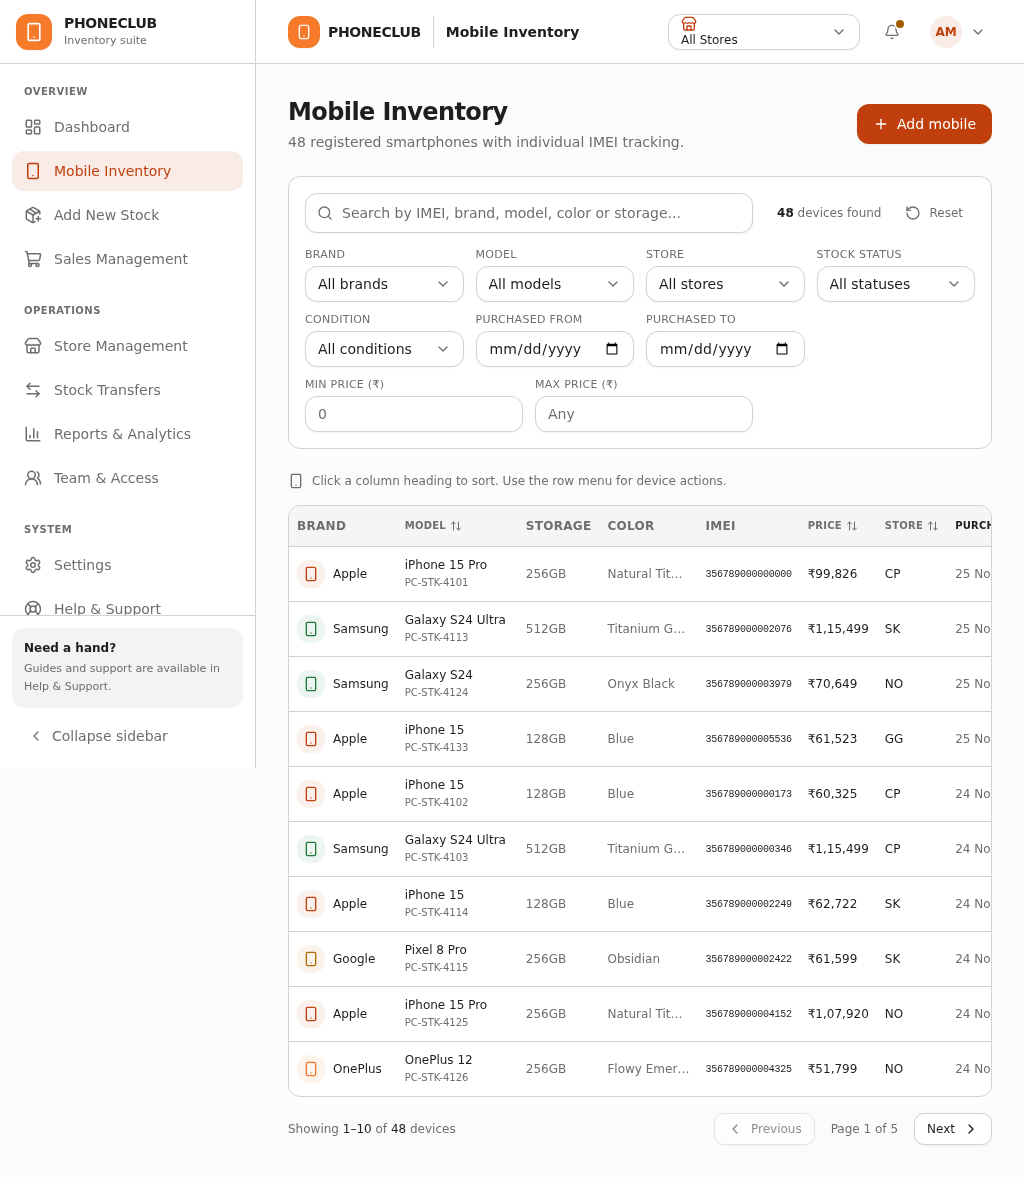 PHONECLUB
Inventory suite
OVERVIEW
Dashboard
Mobile Inventory
Add New Stock
Sales Management
OPERATIONS
Store Management
Stock Transfers
Reports & Analytics
Team & Access
SYSTEM
Settings
Help & Support
Need a hand?
Guides and support are available in
Help & Support.
Collapse sidebar
PHONECLUB Mobile Inventory
All Stores
AM
Mobile Inventory
48 registered smartphones with individual IMEI tracking.
Add mobile
Search by IMEI, brand, model, color or storage...
48 devices found
Reset
BRAND MODEL STORE STOCK STATUS
All brands All models All stores All statuses
CONDITION PURCHASED FROM PURCHASED TO
All conditions mm/dd/yyyy mm/dd/yyyy
MIN PRICE (₹) MAX PRICE (₹)
0 Any
Click a column heading to sort. Use the row menu for device actions.
BRAND MODEL STORAGE COLOR IMEI PRICE STORE PURCH
Apple iPhone 15 Pro PC-STK-4101 256GB Natural Tit... 356789000000000 ₹99,826 CP 25 No
Samsung Galaxy S24 Ultra PC-STK-4113 512GB Titanium G... 356789000002076 ₹1,15,499 SK 25 No
Samsung Galaxy S24 PC-STK-4124 256GB Onyx Black 356789000003979 ₹70,649 NO 25 No
Apple iPhone 15 PC-STK-4133 128GB Blue 356789000005536 ₹61,523 GG 25 No
Apple iPhone 15 PC-STK-4102 128GB Blue 356789000000173 ₹60,325 CP 24 No
Samsung Galaxy S24 Ultra PC-STK-4103 512GB Titanium G... 356789000000346 ₹1,15,499 CP 24 No
Apple iPhone 15 PC-STK-4114 128GB Blue 356789000002249 ₹62,722 SK 24 No
Google Pixel 8 Pro PC-STK-4115 256GB Obsidian 356789000002422 ₹61,599 SK 24 No
Apple iPhone 15 Pro PC-STK-4125 256GB Natural Tit... 356789000004152 ₹1,07,920 NO 24 No
OnePlus OnePlus 12 PC-STK-4126 256GB Flowy Emer... 356789000004325 ₹51,799 NO 24 No
Showing 1–10 of 48 devices
Previous Page 1 of 5 Next